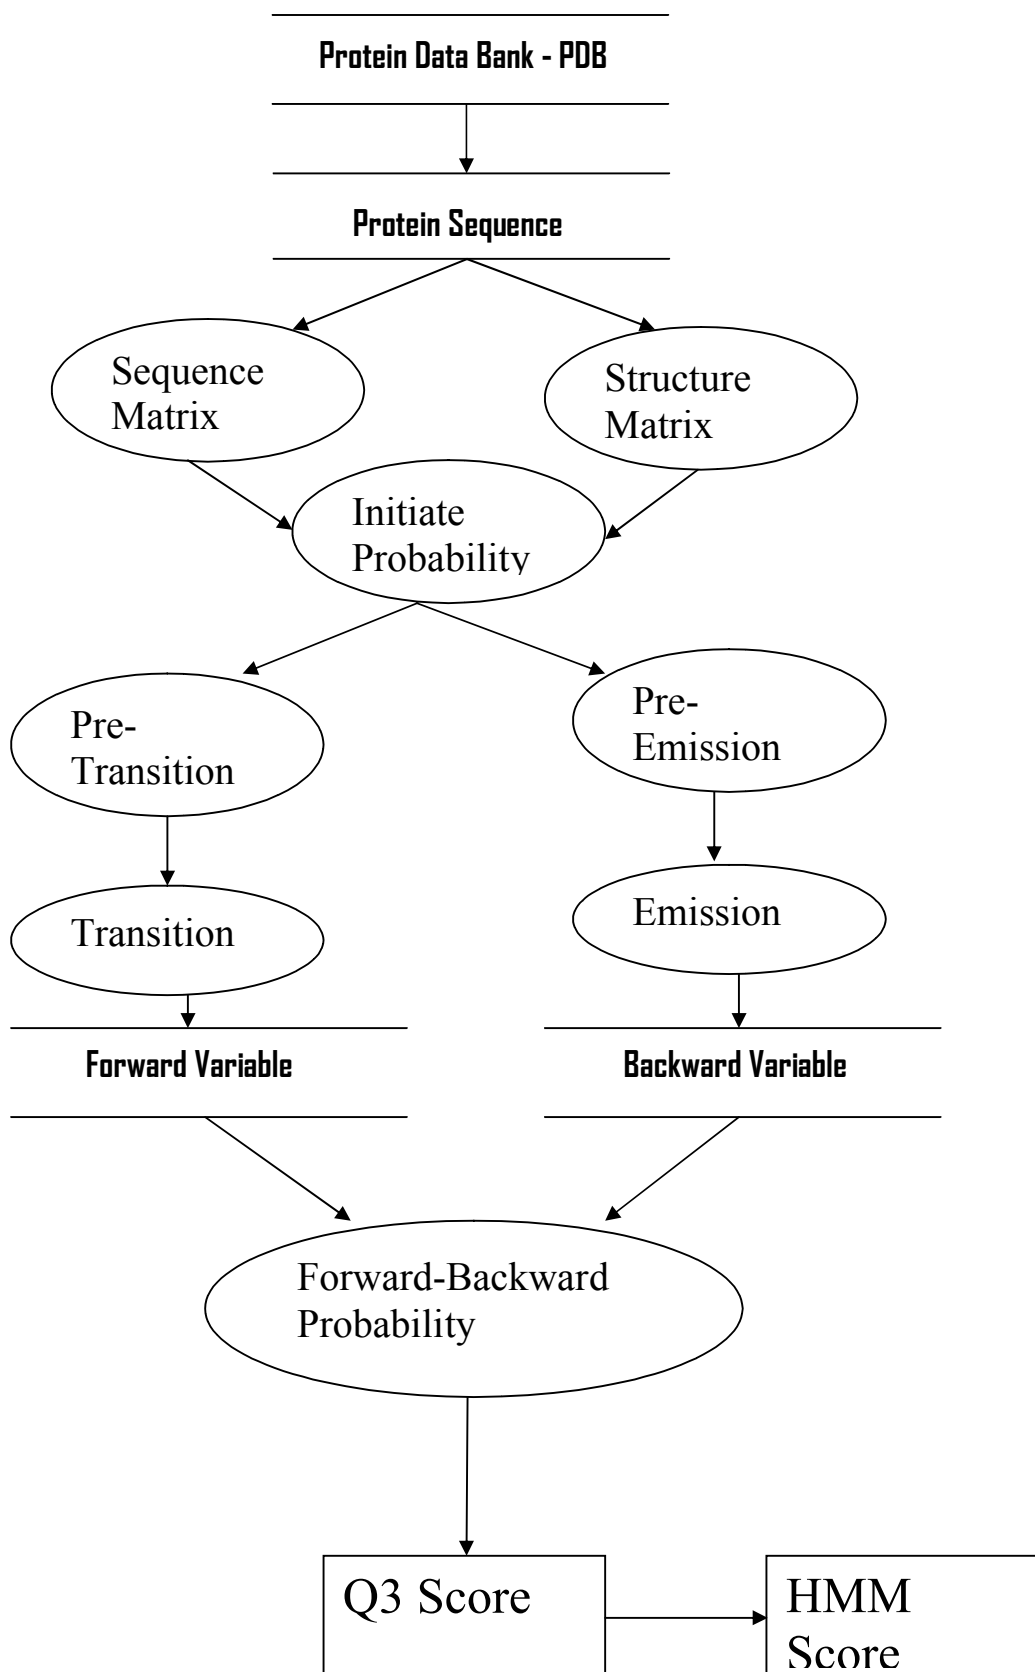 Protein Data Bank - PDB
Protein Sequence
Sequence
Matrix
Structure
Matrix
Initiate
Probability
Pre-
Transition
Pre-
Emission
Transition
Emission
Forward Variable
Backward Variable
Forward-Backward
Probability
Q3 Score
HMM
Score